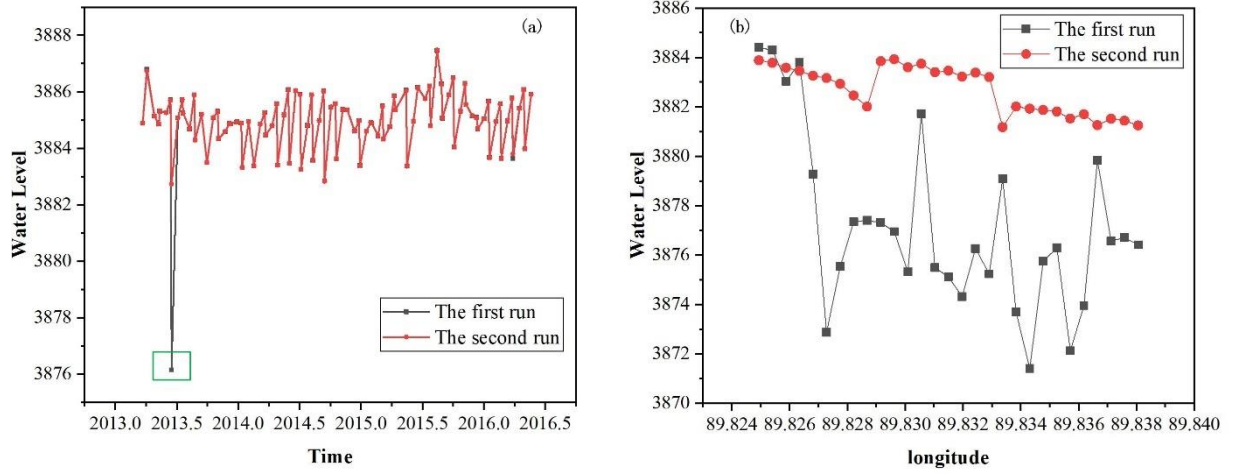 (a)
3888
3886
3884
3882
3880
3878
3876
Water Level
The first run
The second run
2013.0 2013.5 2014.0 2014.5 2015.0 2015.5 2016.0 2016.5
Time
(b)
3886
3884
3882
3880
3878
3876
3874
3872
3870
Water Level
The first run
The second run
89.824 89.826 89.828 89.830 89.832 89.834 89.836 89.838 89.840
longitude